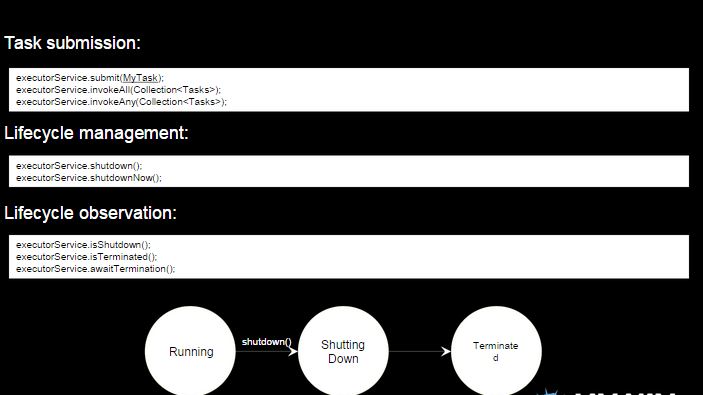 Task submission:
executorService.submit(MyTask);
executorService.invokeAll(Collection<Tasks>);
executorService.invokeAny(Collection<Tasks>);
Lifecycle management:
executorService.shutdown();
executorService.shutdownNow();
Lifecycle observation:
executorService.isShutdown();
executorService.isTerminated();
executorService.awaitTermination();
Running
shutdown()
Shutting
Down
Terminate
d